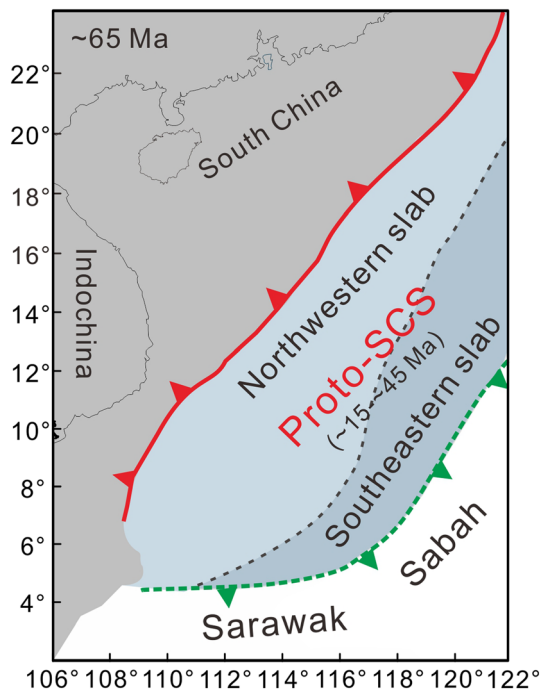 ~65 Ma
22°
20°
18°
16°
14°
12°
10°
8°
6°
4°
South China
Indochina
Northwestern slab
Proto-SCS
(~15-~45 Ma)
Southeastern slab
Sabah
Sarawak
106° 108° 110° 112° 114° 116° 118° 120° 122°